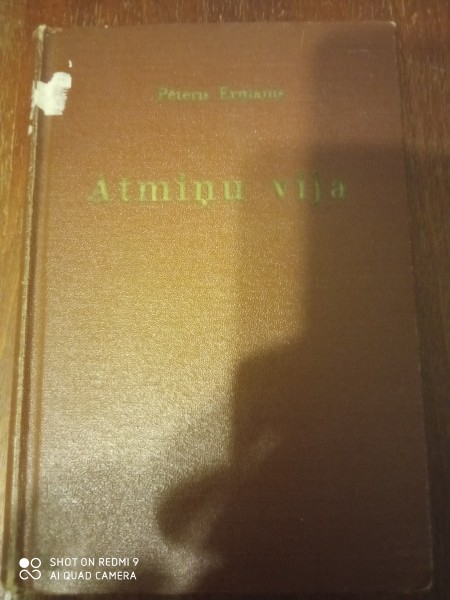 Pēteris Ermanis
Atmiņu vija
SHOT ON REDMI 9
AI QUAD CAMERA